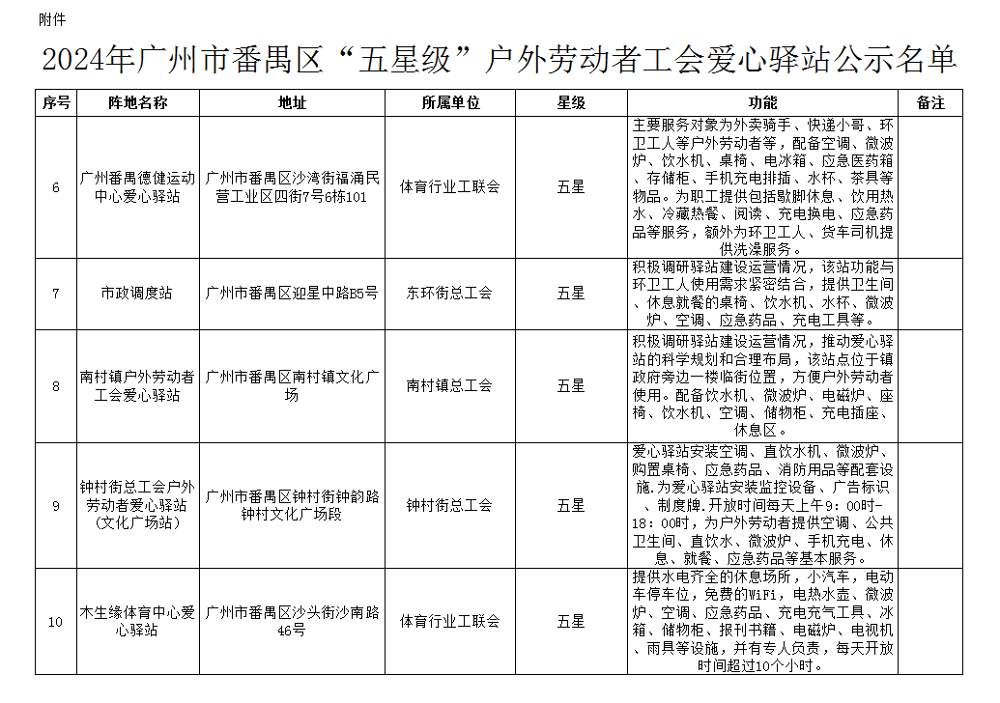 附件
2024年广州市番禺区“五星级”户外劳动者工会爱心驿站公示名单
序号 阵地名称 地址 所属单位 星级 功能 备注
6
广州番禺德健运动
中心爱心驿站
广州市番禺区沙湾街福涌民
营工业区四街7号6栋101
体育行业工联会
五星
主要服务对象为外卖骑手、快递小哥、环
卫工人等户外劳动者等，配备空调、微波
炉、饮水机、桌椅、电冰箱、应急医药箱
、存储柜、手机充电排插、水杯、茶具等
物品。为职工提供包括歇脚休息、饮用热
水、冷藏热餐、阅读、充电换电、应急药
品等服务，额外为环卫工人、货车司机提
供洗澡服务。
7
市政调度站
广州市番禺区迎星中路B5号
东环街总工会
五星
积极调研驿站建设运营情况，该站功能与
环卫工人使用需求紧密结合，提供卫生间
、休息就餐的桌椅、饮水机、水杯、微波
炉、空调、应急药品、充电工具等。
8
南村镇户外劳动者
工会爱心驿站
广州市番禺区南村镇文化广
场
南村镇总工会
五星
积极调研驿站建设运营情况，推动爱心驿
站的科学规划和合理布局，该站点位于镇
政府旁边一楼临街位置，方便户外劳动者
使用。配备饮水机、微波炉、电磁炉、座
椅、饮水机、空调、储物柜、充电插座、
休息区。
9
钟村街总工会户外
劳动者爱心驿站
(文化广场站）
广州市番禺区钟村街钟韵路
钟村文化广场段
钟村街总工会
五星
爱心驿站安装空调、直饮水机、微波炉、
购置桌椅、应急药品、消防用品等配套设
施.为爱心驿站安装监控设备、广告标识
、制度牌.开放时间每天上午9：00时-
18：00时，为户外劳动者提供空调、公共
卫生间、直饮水、微波炉、手机充电、休
息、就餐、应急药品等基本服务。
10
木生缘体育中心爱
心驿站
广州市番禺区沙头街沙南路
46号
体育行业工联会
五星
提供水电齐全的休息场所，小汽车，电动
车停车位，免费的WiFi，电热水壶、微波
炉、空调、应急药品、充电充气工具、冰
箱、储物柜、报刊书籍、电磁炉、电视机
、雨具等设施，并有专人负责，每天开放
时间超过10个小时。